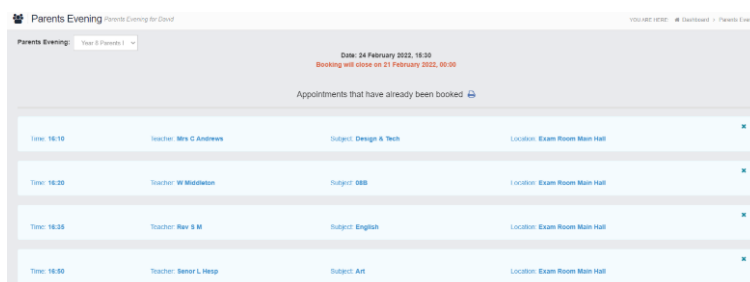 Parents Evening Parents Evening for David
YOU ARE HERE: Dashboard > Parents Eve
Parents Evening: Year 8 Parents I
Date: 24 February 2022, 16:30
Booking will close on 21 February 2022, 00:00
Appointments that have already been booked
Time: 16:10 Teacher: Mrs C Andrews Subject: Design & Tech Location: Exam Room Main Hall
Time: 16:20 Teacher: W Middleton Subject: 08B Location: Exam Room Main Hall
Time: 16:35 Teacher: Rev S M Subject: English Location: Exam Room Main Hall
Time: 16:50 Teacher: Senor L Hesp Subject: Art Location: Exam Room Main Hall